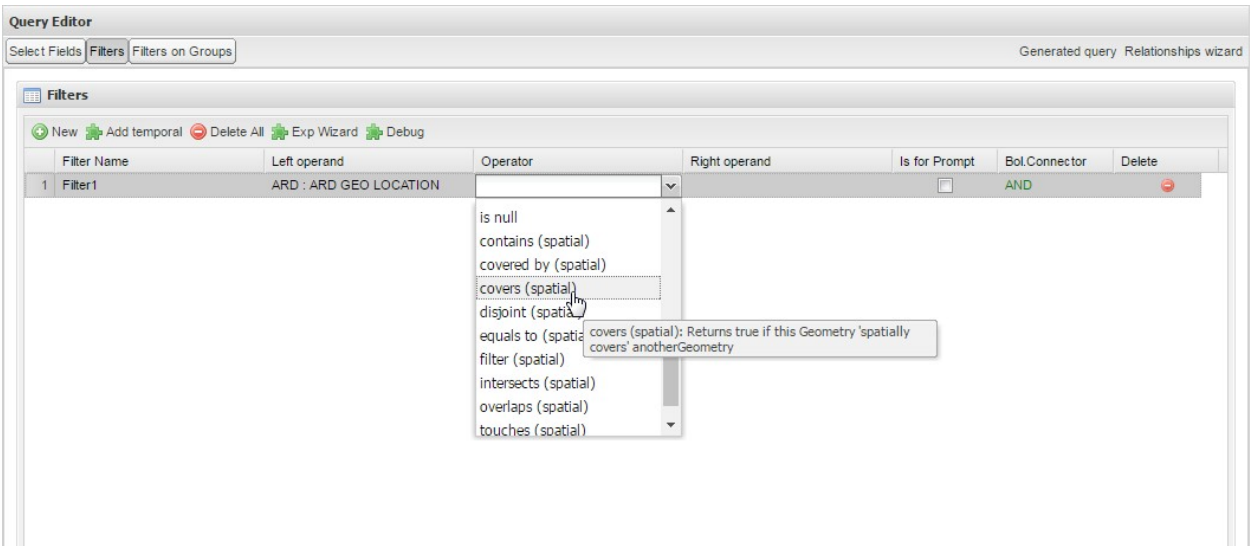 Query Editor
Select Fields Filters Filters on Groups Generated query Relationships wizard
Filters
New Add temporal Delete All Exp Wizard Debug
Filter Name Left operand Operator Right operand Is for Prompt Bol.Connector Delete
1 Filter1 ARD : ARD GEO LOCATION AND
is null
contains (spatial)
covered by (spatial)
covers (spatial)
disjoint (spatial)
equals to (spatia
covers (spatial): Returns true if this Geometry 'spatially
covers' anotherGeometry
filter (spatial)
intersects (spatial)
overlaps (spatial)
touches (spatial)